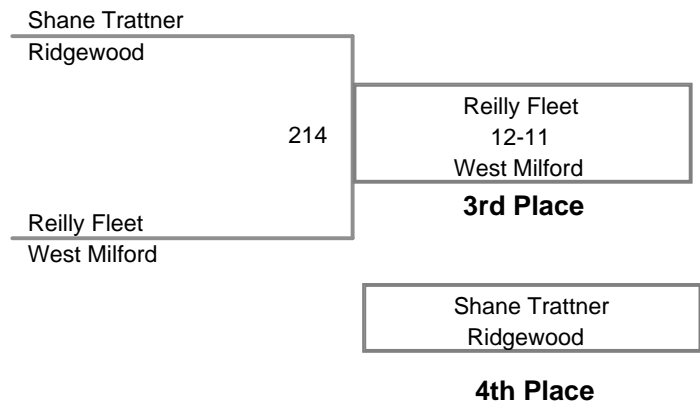 Shane Trattner
Ridgewood
214
Reilly Fleet
12-11
West Milford
3rd Place
Reilly Fleet
West Milford
Shane Trattner
Ridgewood
4th Place